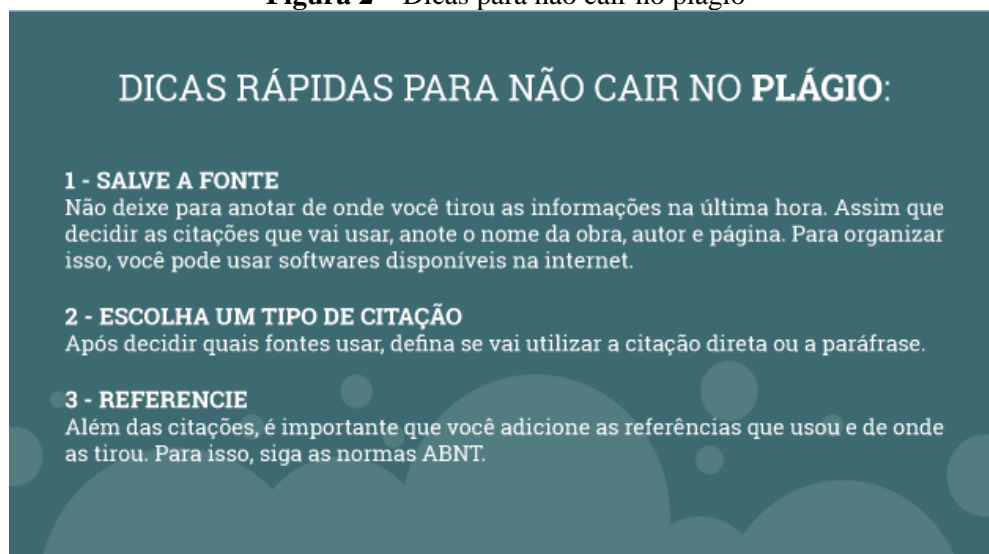 Figura 2 – Dicas para não cair no plágio
DICAS RÁPIDAS PARA NÃO CAIR NO PLÁGIO:
1 - SALVE A FONTE
Não deixe para anotar de onde você tirou as informações na última hora. Assim que
decidir as citações que vai usar, anote o nome da obra, autor e página. Para organizar
isso, você pode usar softwares disponíveis na internet.
2 - ESCOLHA UM TIPO DE CITAÇÃO
Após decidir quais fontes usar, defina se vai utilizar a citação direta ou a paráfrase.
3 - REFERENCIE
Além das citações, é importante que você adicione as referências que usou e de onde
as tirou. Para isso, siga as normas ABNT.